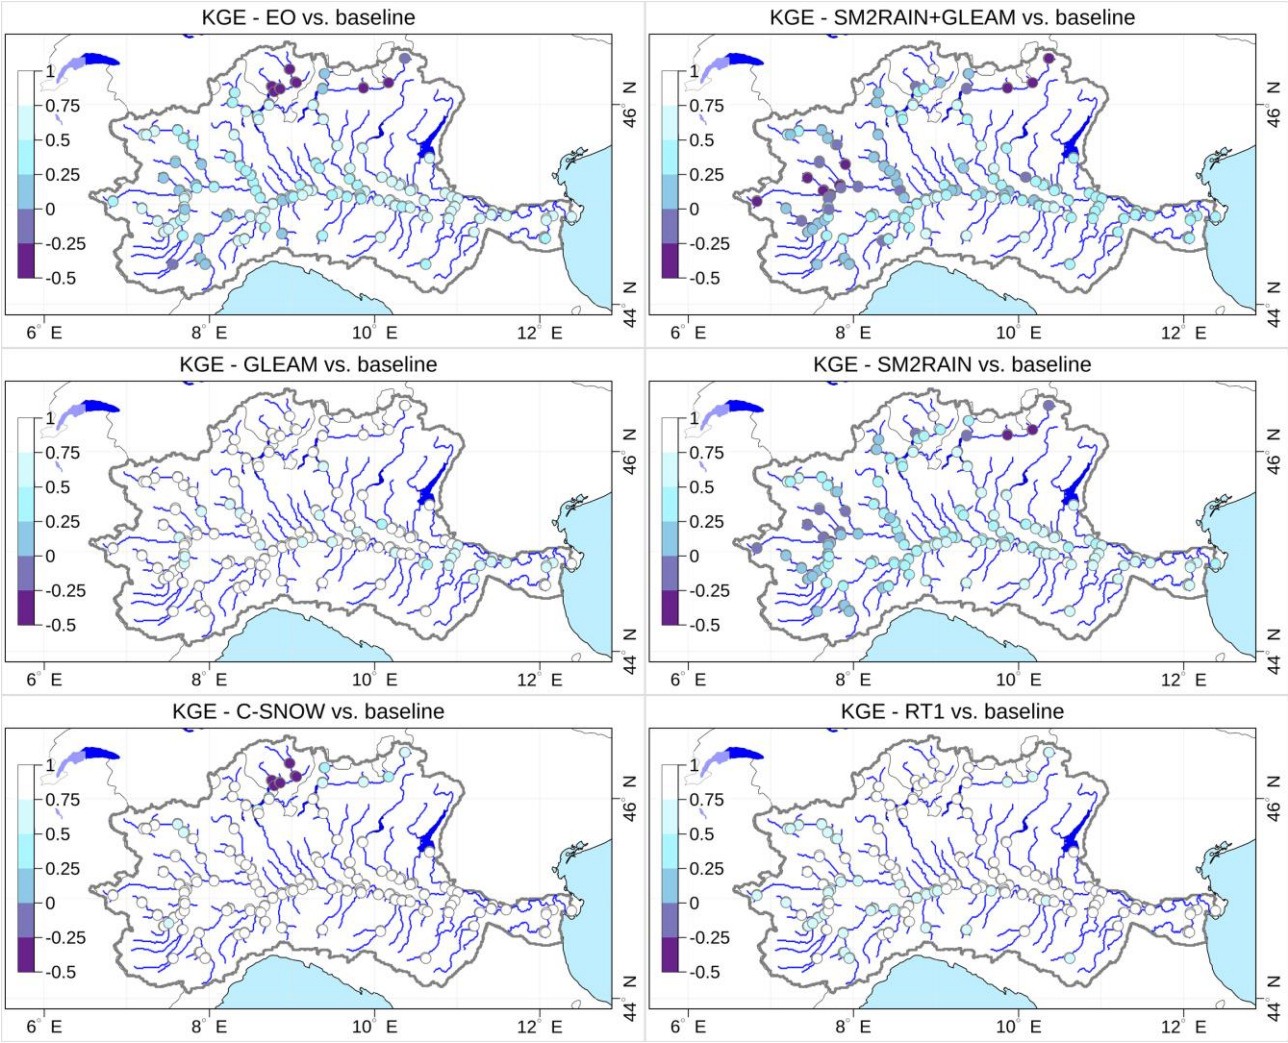 KGE - EO vs. baseline
1
0.75
0.5
0.25
0
-0.25
-0.5
46° N
44° N
6° E
8° E
10° E
12° E
KGE - SM2RAIN+GLEAM vs. baseline
1
0.75
0.5
0.25
0
-0.25
-0.5
46° N
44° N
6° E
8° E
10° E
12° E
KGE - GLEAM vs. baseline
1
0.75
0.5
0.25
0
-0.25
-0.5
46° N
44° N
6° E
8° E
10° E
12° E
KGE - SM2RAIN vs. baseline
1
0.75
0.5
0.25
0
-0.25
-0.5
46° N
44° N
6° E
8° E
10° E
12° E
KGE - C-SNOW vs. baseline
1
0.75
0.5
0.25
0
-0.25
-0.5
46° N
44° N
6° E
8° E
10° E
12° E
KGE - RT1 vs. baseline
1
0.75
0.5
0.25
0
-0.25
-0.5
46° N
44° N
6° E
8° E
10° E
12° E